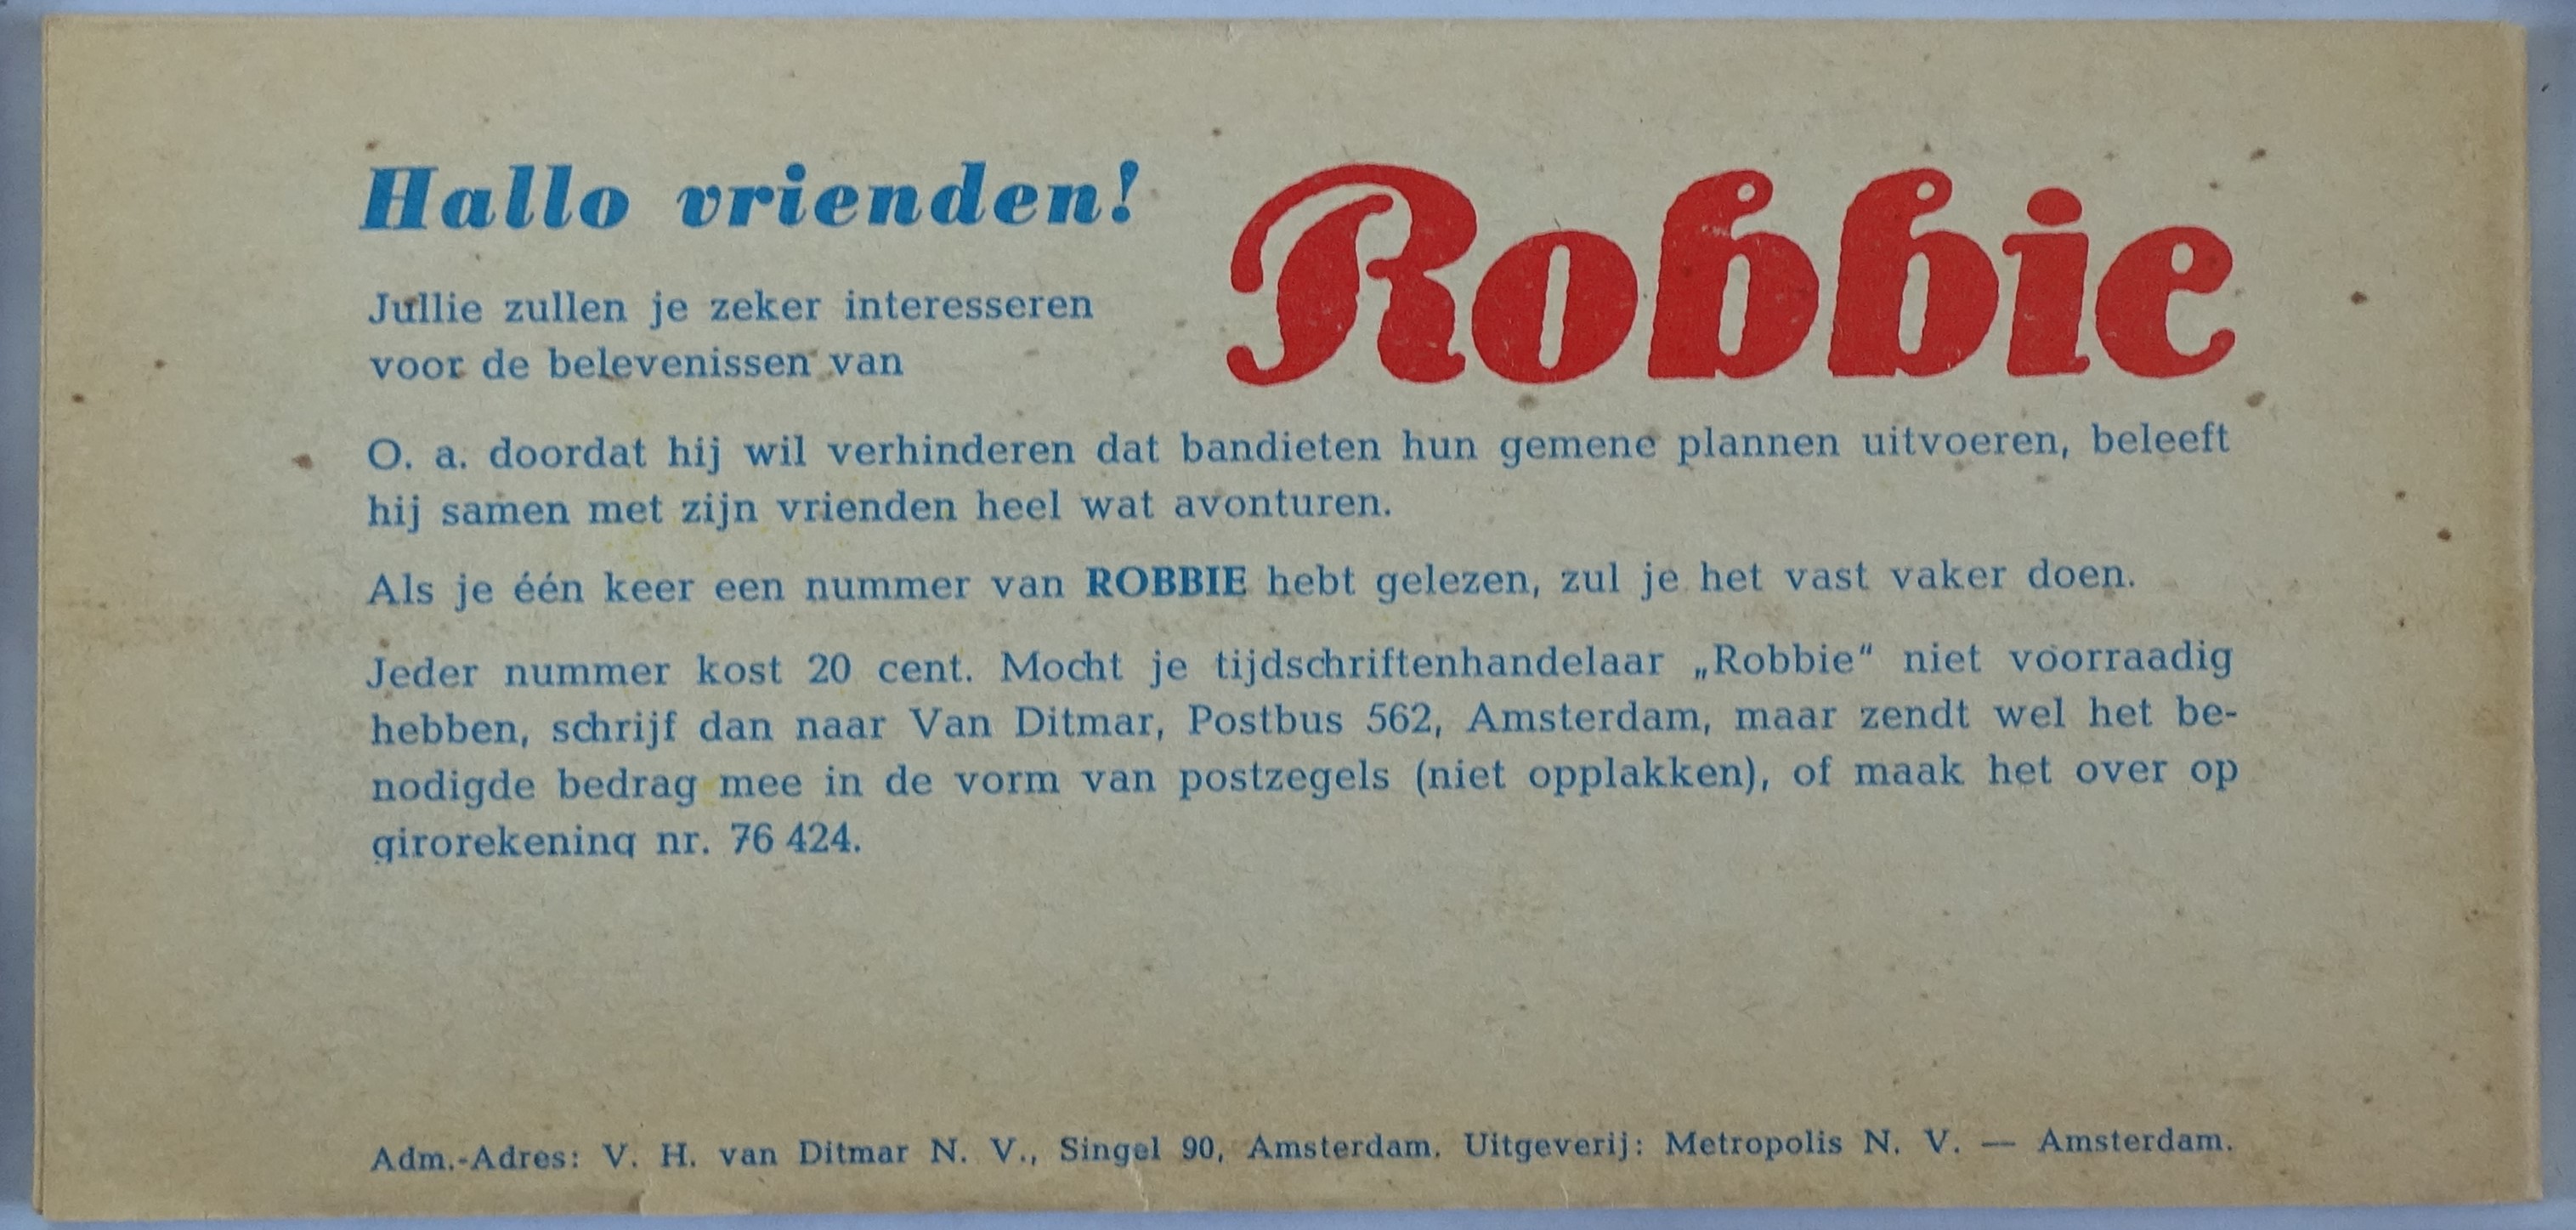 Hallo vrienden!
Robbie
Jullie zullen je zeker interesseren
voor de belevenissen van
O. a. doordat hij wil verhinderen dat bandieten hun gemene plannen uitvoeren, beleeft
hij samen met zijn vrienden heel wat avonturen.
Als je één keer een nummer van ROBBIE hebt gelezen, zul je het vast vaker doen.
Jeder nummer kost 20 cent. Mocht je tijdschriftenhandelaar „Robbie“ niet voorraadig
hebben, schrijf dan naar Van Ditmar, Postbus 562, Amsterdam, maar zendt wel het be-
nodigde bedrag mee in de vorm van postzegels (niet opplakken), of maak het over op
girorekening nr. 76 424.
Adm.-Adres: V. H. van Ditmar N. V., Singel 90, Amsterdam. Uitgeverij: Metropolis N. V. — Amsterdam.